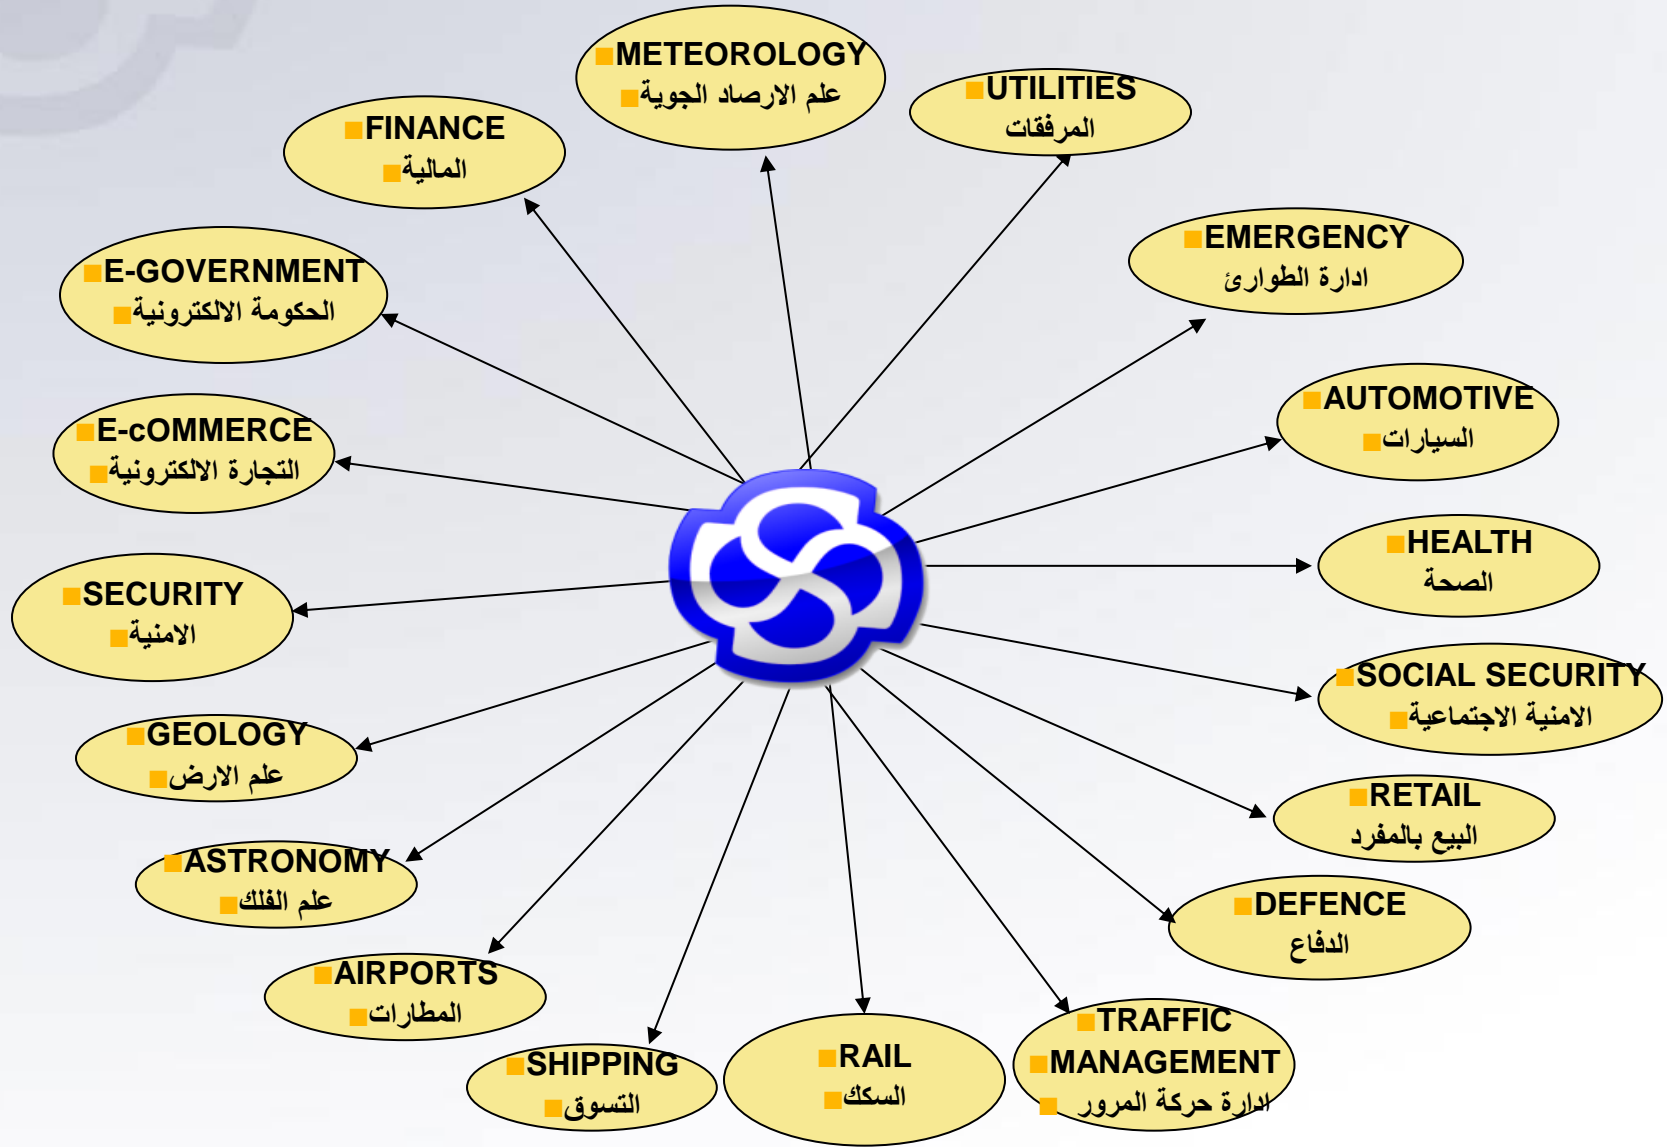 METEOROLOGY
علم الارصاد الجوية
UTILITIES
المرفقات
FINANCE
المالية
EMERGENCY
ادارة الطوارئ
E-GOVERNMENT
الحكومة الالكترونية
AUTOMOTIVE
السيارات
E-cOMMERCE
التجارة الالكترونية
HEALTH
الصحة
SECURITY
الامنية
SOCIAL SECURITY
الامنية الاجتماعية
GEOLOGY
علم الارض
RETAIL
البيع بالمفرد
ASTRONOMY
علم الفلك
DEFENCE
الدفاع
AIRPORTS
المطارات
SHIPPING
التسوق
RAIL
السكك
TRAFFIC
MANAGEMENT
ادارة حركة المرور